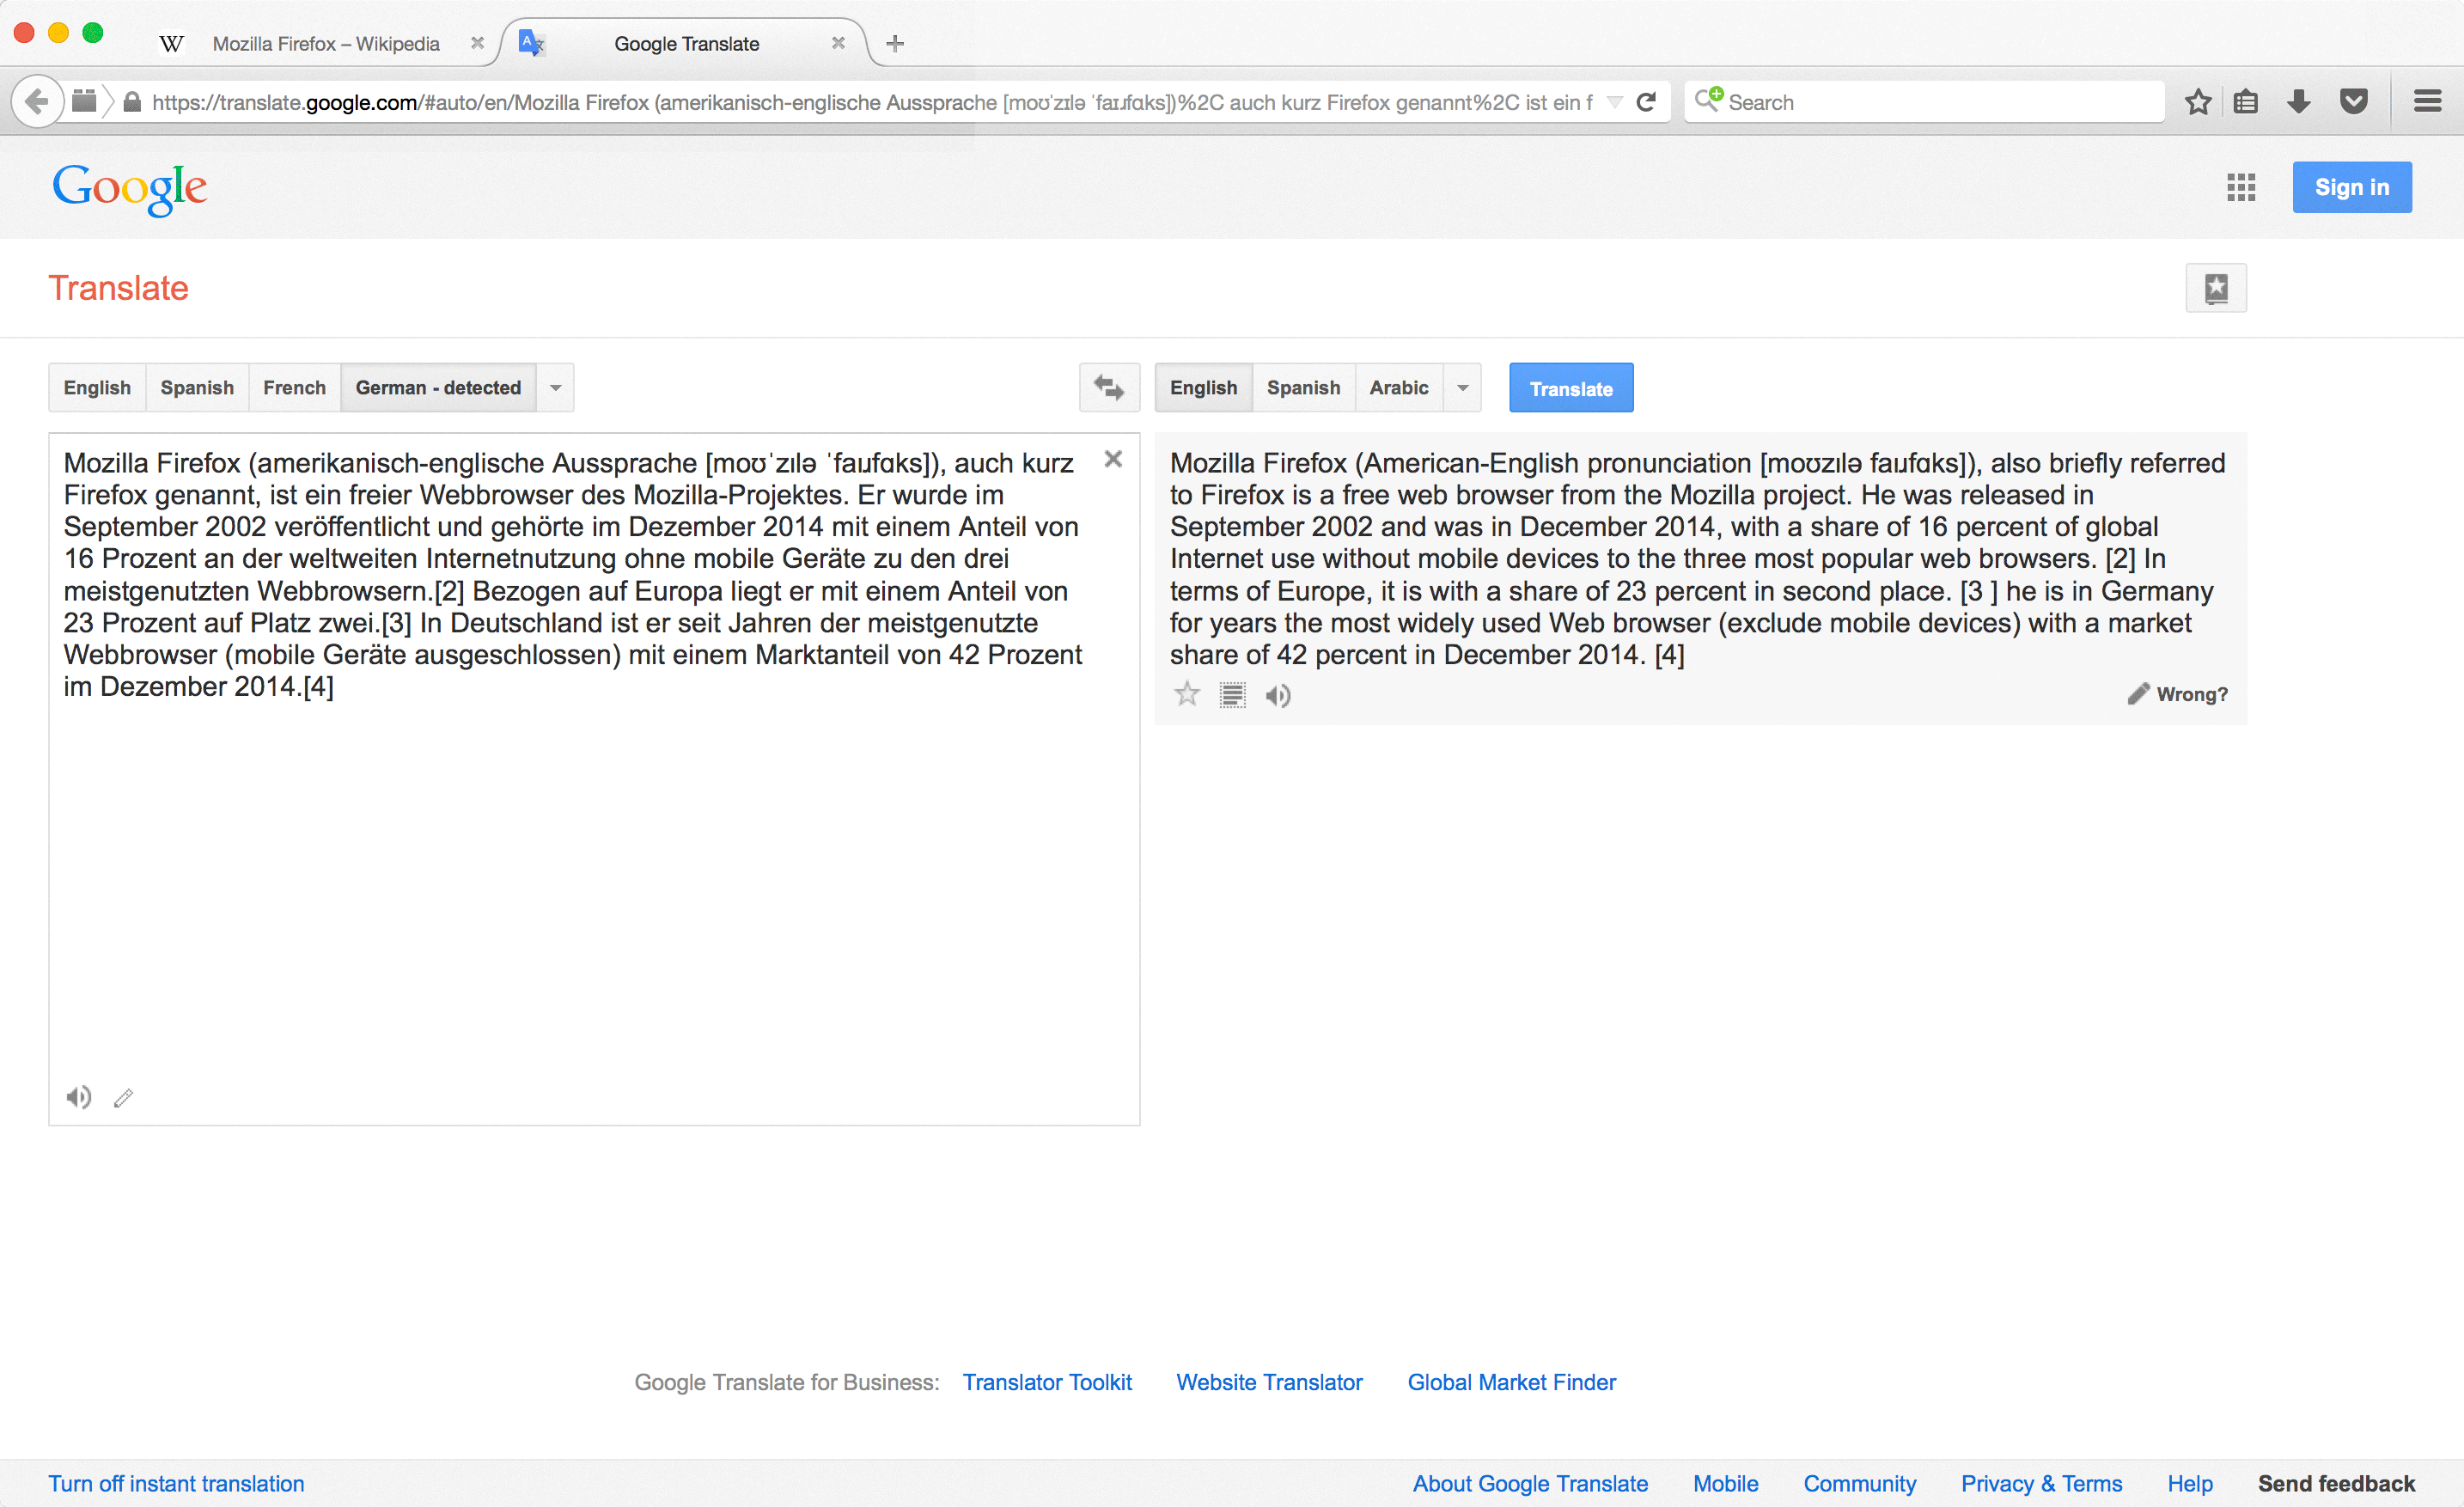 W Mozilla Firefox – Wikipedia
Google Translate
https://translate.google.com/#auto/en/Mozilla Firefox (amerikanisch-englische Aussprache [moʊˈzɪlə ˈfaɪɹfɑks])%2C auch kurz Firefox genannt%2C ist ein f
Search
Google
Sign in
Translate
English Spanish French German - detected
English Spanish Arabic Translate
Mozilla Firefox (amerikanisch-englische Aussprache [moʊˈzɪlə ˈfaɪɹfɑks]), auch kurz
Firefox genannt, ist ein freier Webbrowser des Mozilla-Projektes. Er wurde im
September 2002 veröffentlicht und gehörte im Dezember 2014 mit einem Anteil von
16 Prozent an der weltweiten Internetnutzung ohne mobile Geräte zu den drei
meistgenutzten Webbrowsern.[2] Bezogen auf Europa liegt er mit einem Anteil von
23 Prozent auf Platz zwei.[3] In Deutschland ist er seit Jahren der meistgenutzte
Webbrowser (mobile Geräte ausgeschlossen) mit einem Marktanteil von 42 Prozent
im Dezember 2014.[4]
Mozilla Firefox (American-English pronunciation [moʊzɪlə faɪɹfɑks]), also briefly referred
to Firefox is a free web browser from the Mozilla project. He was released in
September 2002 and was in December 2014, with a share of 16 percent of global
Internet use without mobile devices to the three most popular web browsers. [2] In
terms of Europe, it is with a share of 23 percent in second place. [3 ] he is in Germany
for years the most widely used Web browser (exclude mobile devices) with a market
share of 42 percent in December 2014. [4]
Wrong?
Google Translate for Business: Translator Toolkit Website Translator Global Market Finder
Turn off instant translation About Google Translate Mobile Community Privacy & Terms Help Send feedback